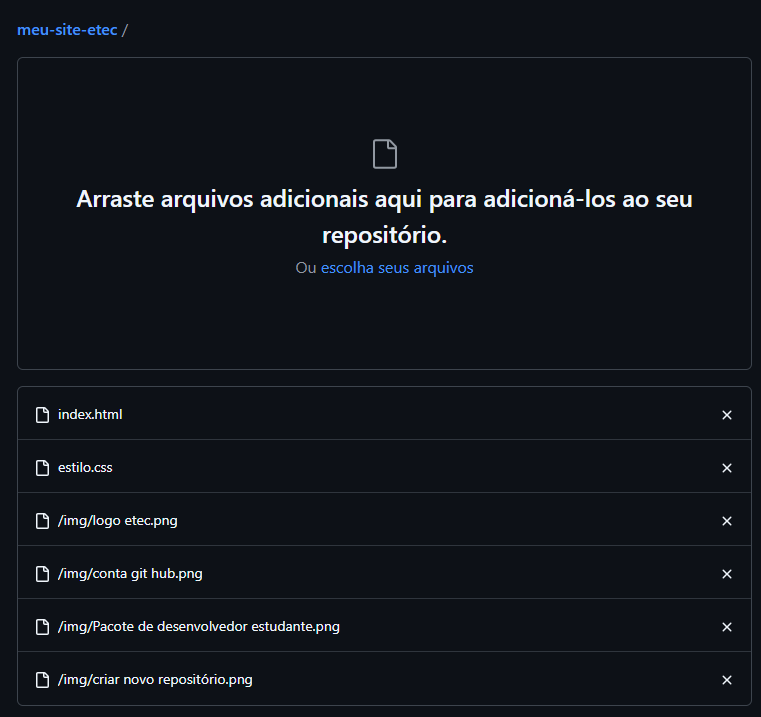 meu-site-etec /
Arraste arquivos adicionais aqui para adicioná-los ao seu
repositório.
Ou escolha seus arquivos
index.html
estilo.css
/img/logo etec.png
/img/conta git hub.png
/img/Pacote de desenvolvedor estudante.png
/img/criar novo repositório.png